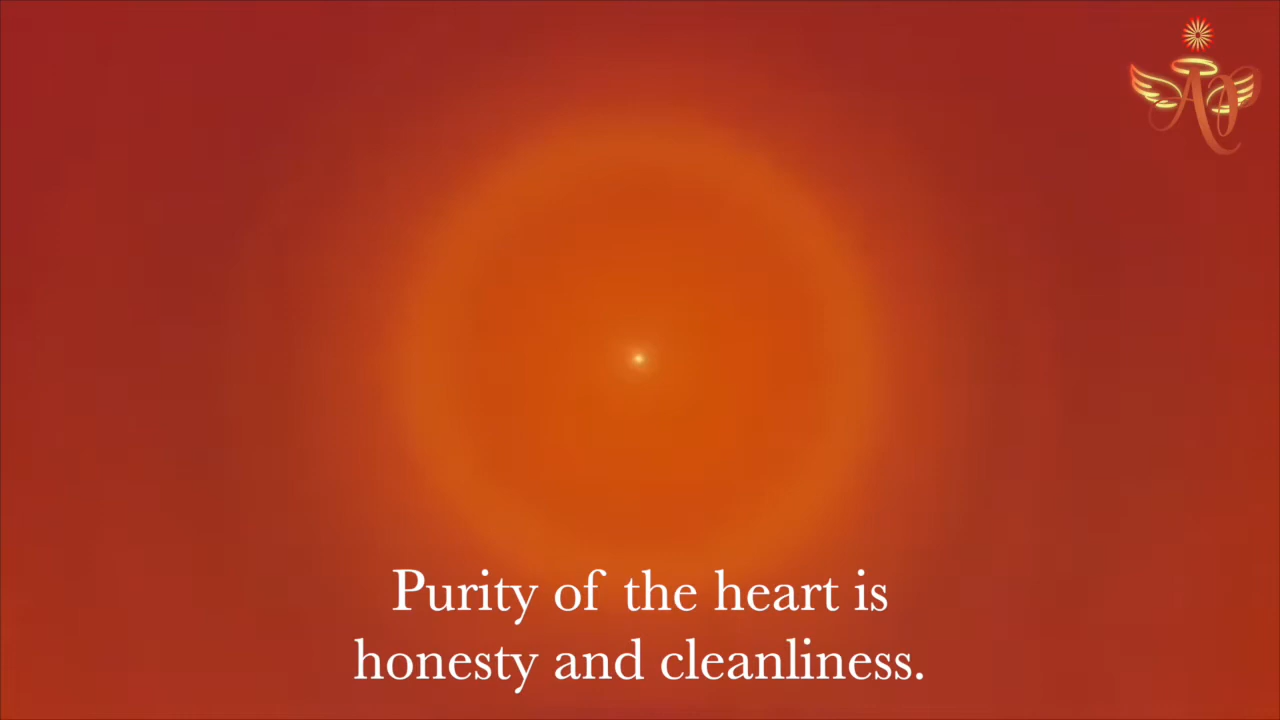 Purity of the heart is
honesty and cleanliness.